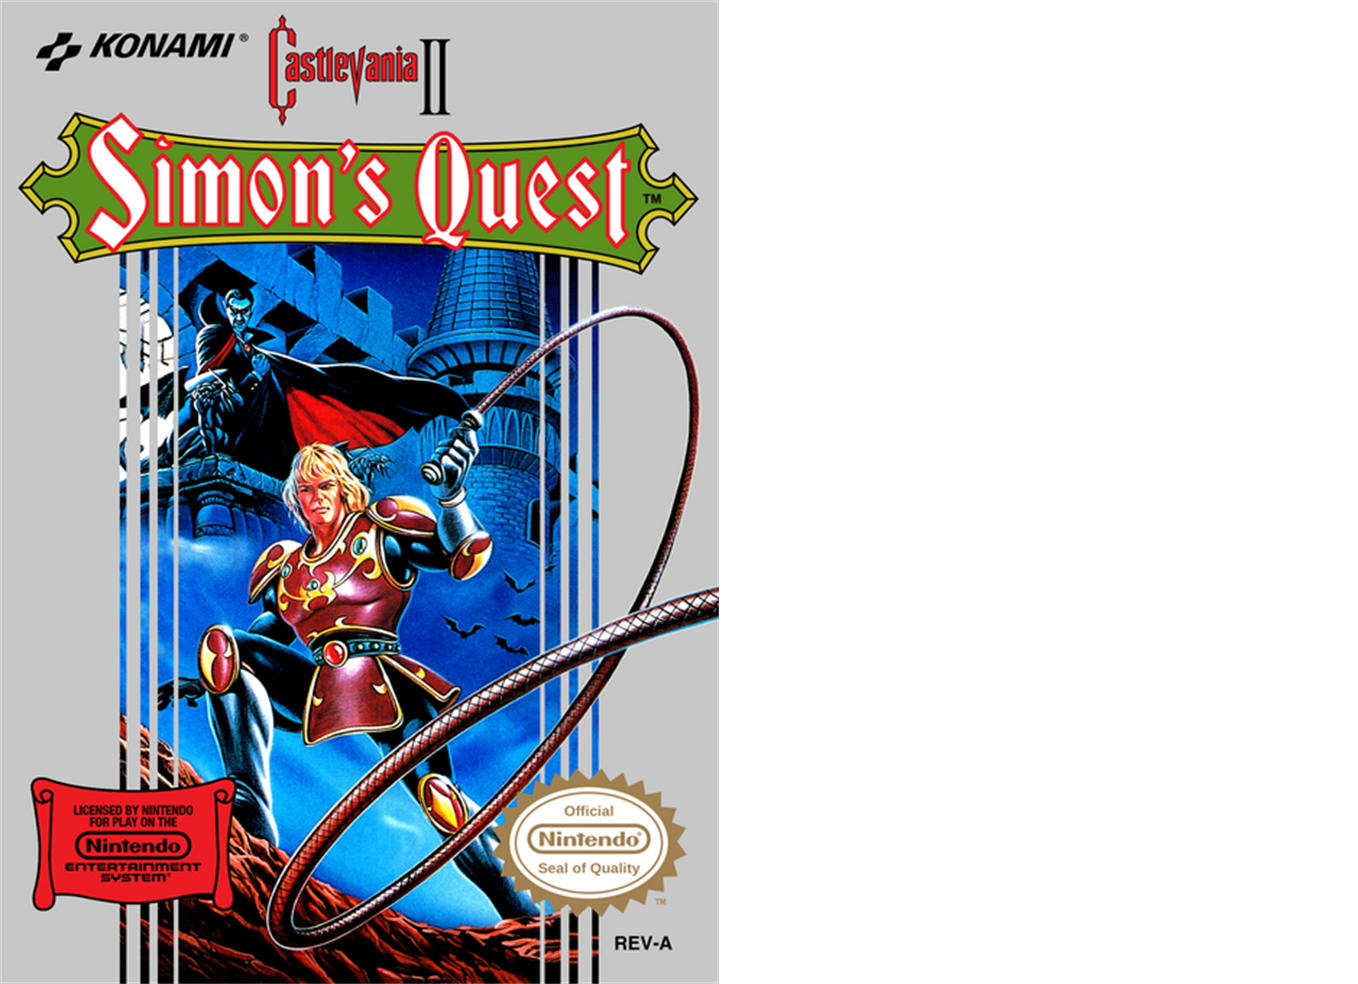 KONAMI®
Castlevania II
Simon's Quest™
LICENSED BY NINTENDO
FOR PLAY ON THE
Nintendo®
ENTERTAINMENT
SYSTEM®
Official
Nintendo®
Seal of Quality
™
REV-A